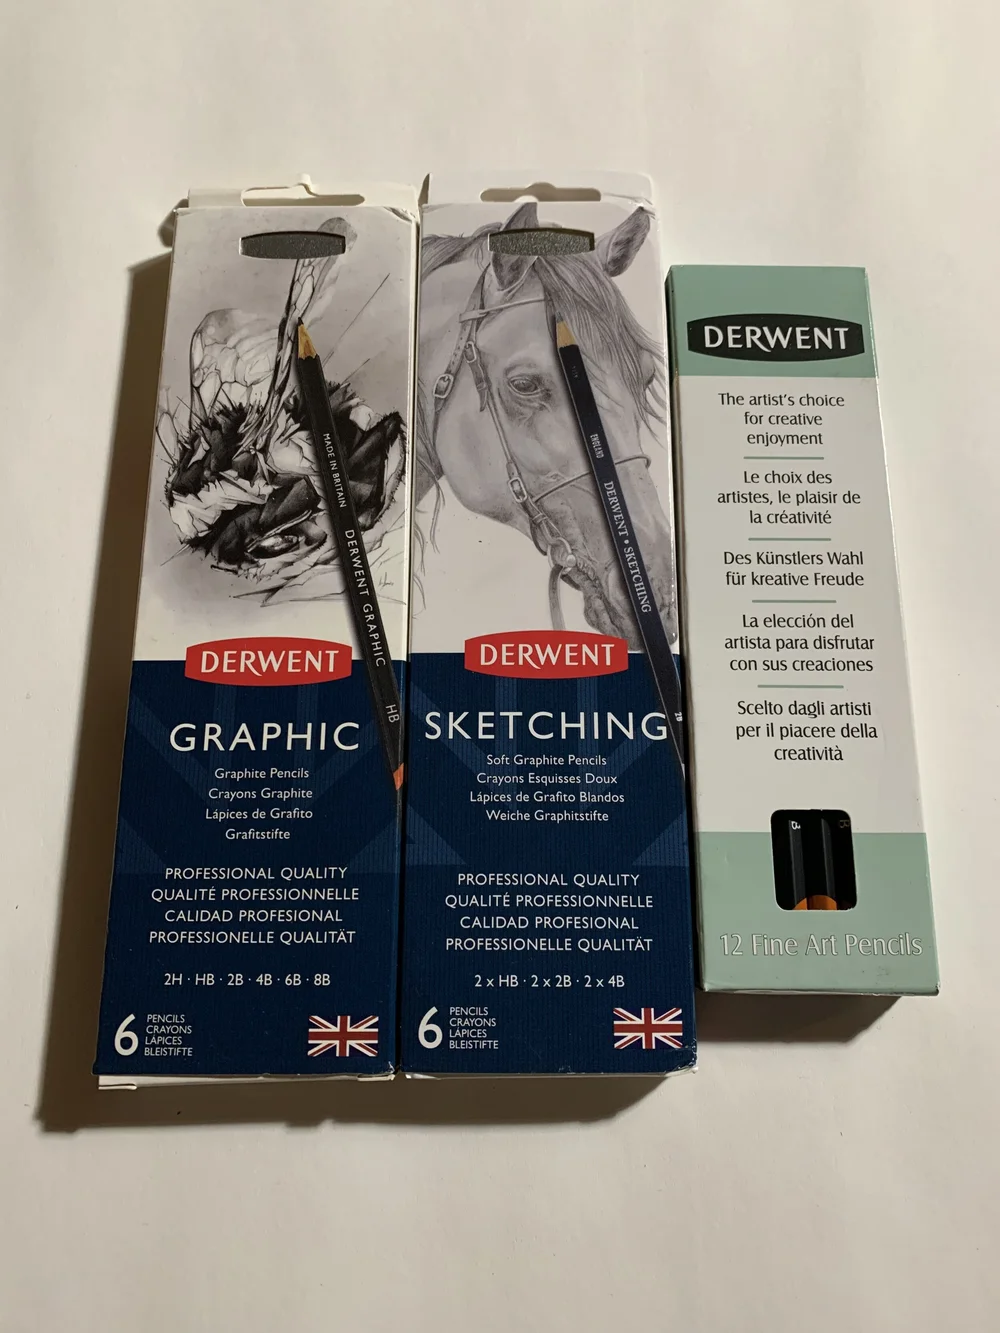 MADE IN BRITAIN DERWENT GRAPHIC HB
DERWENT
GRAPHIC
Graphite Pencils
Crayons Graphite
Lápices de Grafito
Grafitstifte
PROFESSIONAL QUALITY
QUALITÉ PROFESSIONNELLE
CALIDAD PROFESIONAL
PROFESSIONELLE QUALITÄT
2H · HB · 2B · 4B · 6B · 8B
6
PENCILS
CRAYONS
LÁPICES
BLEISTIFTE
ENGLAND DERWENT • SKETCHING 2B
DERWENT
SKETCHING
Soft Graphite Pencils
Crayons Esquisses Doux
Lápices de Grafito Blandos
Weiche Graphitstifte
PROFESSIONAL QUALITY
QUALITÉ PROFESSIONNELLE
CALIDAD PROFESIONAL
PROFESSIONELLE QUALITÄT
2 x HB · 2 x 2B · 2 x 4B
6
PENCILS
CRAYONS
LÁPICES
BLEISTIFTE
DERWENT
The artist's choice
for creative
enjoyment
Le choix des
artistes, le plaisir de
la créativité
Des Künstlers Wahl
für kreative Freude
La elección del
artista para disfrutar
con sus creaciones
Scelto dagli artisti
per il piacere della
creatività
12 Fine Art Pencils